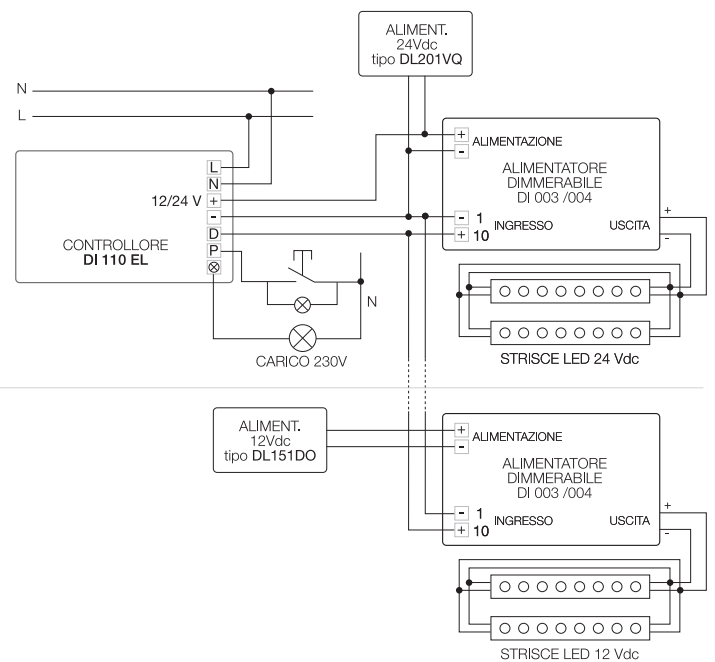 ALIMENT.
24Vdc
tipo DL201VQ
N
L
L
N
12/24 V +
-
D
P
CONTROLLORE
DI 110 EL
N
CARICO 230V
+ ALIMENTAZIONE
-
ALIMENTATORE
DIMMERABILE
DI 003 /004
- 1
INGRESSO
+ 10
USCITA
+
-
STRISCE LED 24 Vdc
ALIMENT.
12Vdc
tipo DL151DO
+ ALIMENTAZIONE
-
ALIMENTATORE
DIMMERABILE
DI 003 /004
- 1
INGRESSO
+ 10
USCITA
+
-
STRISCE LED 12 Vdc